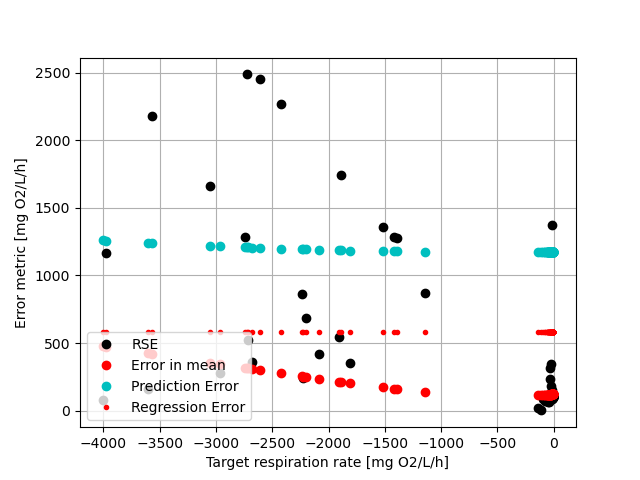 2500
2000
1500
1000
500
0
Error metric [mg O2/L/h]
RSE
Error in mean
Prediction Error
Regression Error
−4000 −3500 −3000 −2500 −2000 −1500 −1000 −500 0
Target respiration rate [mg O2/L/h]